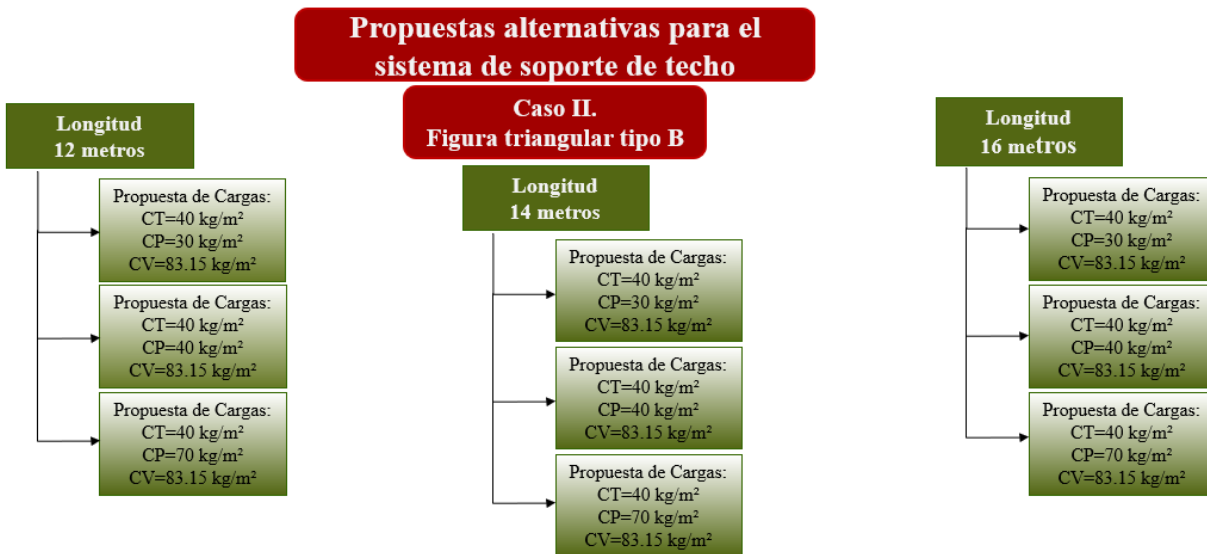 Propuestas alternativas para el
sistema de soporte de techo
Caso II.
Figura triangular tipo B
Longitud
12 metros
Propuesta de Cargas:
CT=40 kg/m²
CP=30 kg/m²
CV=83.15 kg/m²
Propuesta de Cargas:
CT=40 kg/m²
CP=40 kg/m²
CV=83.15 kg/m²
Propuesta de Cargas:
CT=40 kg/m²
CP=70 kg/m²
CV=83.15 kg/m²
Longitud
14 metros
Propuesta de Cargas:
CT=40 kg/m²
CP=30 kg/m²
CV=83.15 kg/m²
Propuesta de Cargas:
CT=40 kg/m²
CP=40 kg/m²
CV=83.15 kg/m²
Propuesta de Cargas:
CT=40 kg/m²
CP=70 kg/m²
CV=83.15 kg/m²
Longitud
16 metros
Propuesta de Cargas:
CT=40 kg/m²
CP=30 kg/m²
CV=83.15 kg/m²
Propuesta de Cargas:
CT=40 kg/m²
CP=40 kg/m²
CV=83.15 kg/m²
Propuesta de Cargas:
CT=40 kg/m²
CP=70 kg/m²
CV=83.15 kg/m²